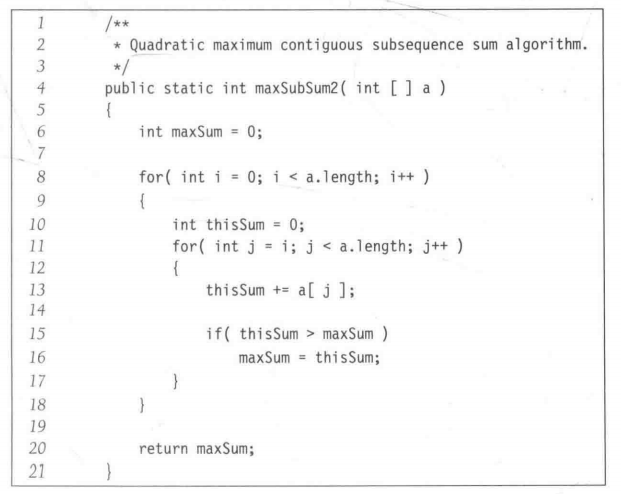 1 /**
2 * Quadratic maximum contiguous subsequence sum algorithm.
3 */
4 public static int maxSubSum2( int [ ] a )
5 {
6 int maxSum = 0;
7
8 for( int i = 0; i < a.length; i++ )
9 {
10 int thisSum = 0;
11 for( int j = i; j < a.length; j++ )
12 {
13 thisSum += a[ j ];
14
15 if( thisSum > maxSum )
16 maxSum = thisSum;
17 }
18 }
19
20 return maxSum;
21 }